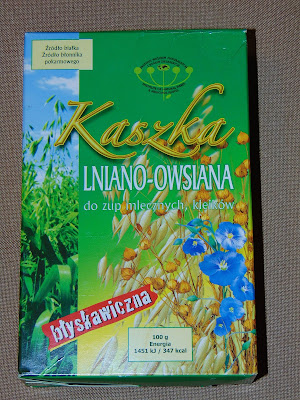 Źródło białka
Źródło błonnika
pokarmowego
Kaszka
LNIANO-OWSIANA
do zup mlecznych, kleików
błyskawiczna
100 g
Energia
1451 kJ / 347 kcal